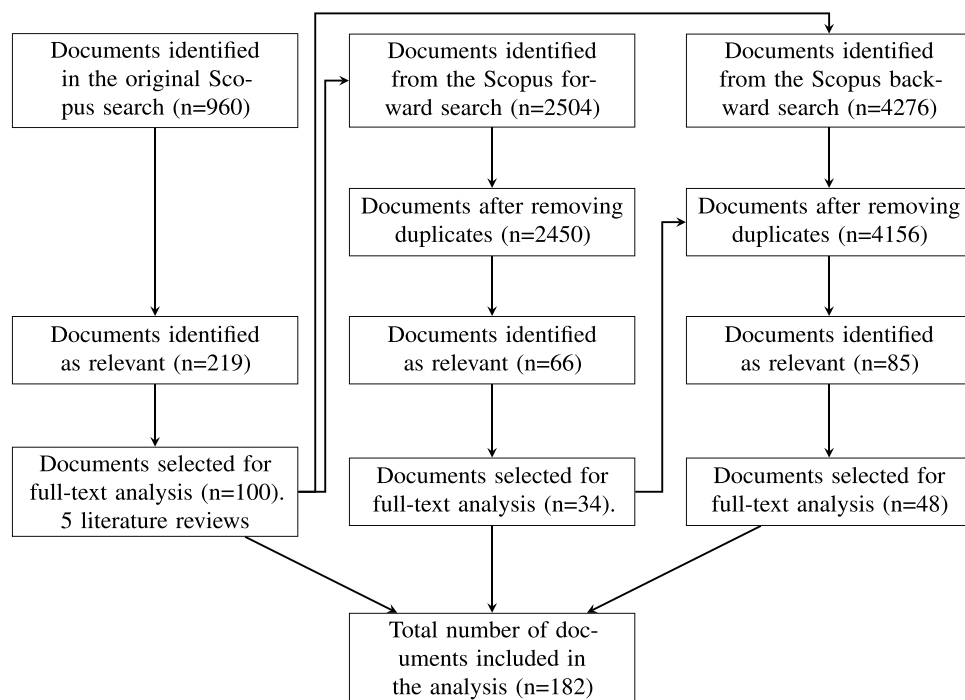 Documents identified
in the original Sco-
pus search (n=960)
Documents identified
from the Scopus for-
ward search (n=2504)
Documents identified
from the Scopus back-
ward search (n=4276)
Documents after removing
duplicates (n=2450)
Documents after removing
duplicates (n=4156)
Documents identified
as relevant (n=219)
Documents identified
as relevant (n=66)
Documents identified
as relevant (n=85)
Documents selected for
full-text analysis (n=100).
5 literature reviews
Documents selected for
full-text analysis (n=34).
Documents selected for
full-text analysis (n=48)
Total number of doc-
uments included in
the analysis (n=182)